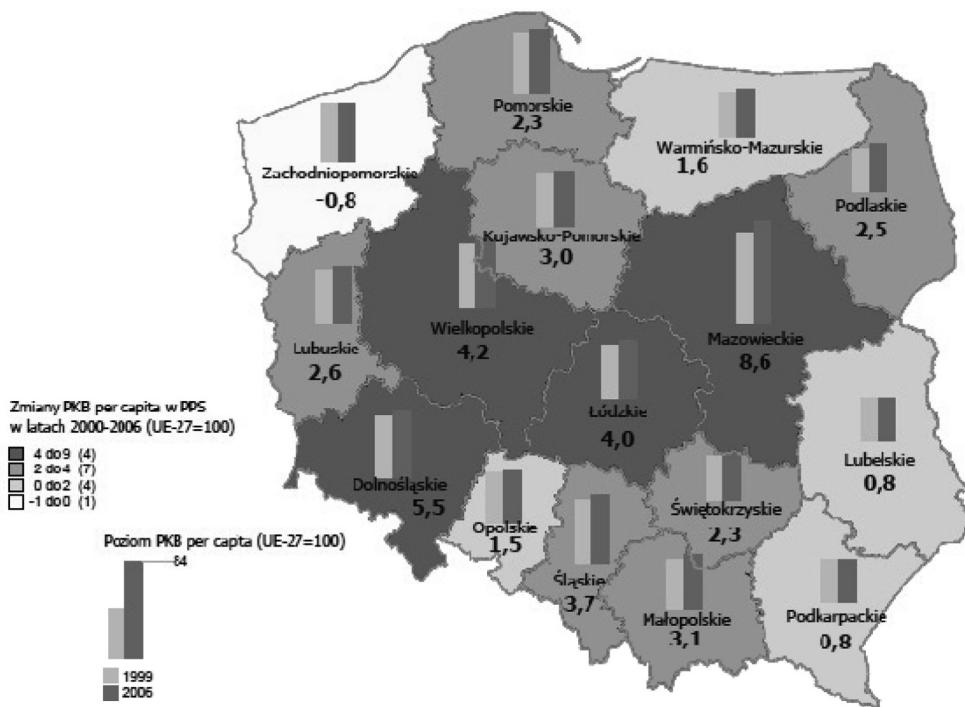 Pomorskie
2,3
Warmińsko-Mazurskie
1,6
Zachodniopomorskie
-0,8
Podlaskie
2,5
Kujawsko-Pomorskie
3,0
Wielkopolskie
4,2
Mazowieckie
8,6
Lubuskie
2,6
Łódzkie
4,0
Zmiany PKB per capita w PPS
w latach 2000-2006 (UE-27=100)
4 do9 (4)
2 do4 (7)
0 do2 (4)
-1 do0 (1)
Lubelskie
0,8
Dolnośląskie
5,5
Świętokrzyskie
2,3
Opolskie
1,5
Poziom PKB per capita (UE-27=100)
84
Śląskie
3,7
Małopolskie
3,1
Podkarpackie
0,8
1999
2006